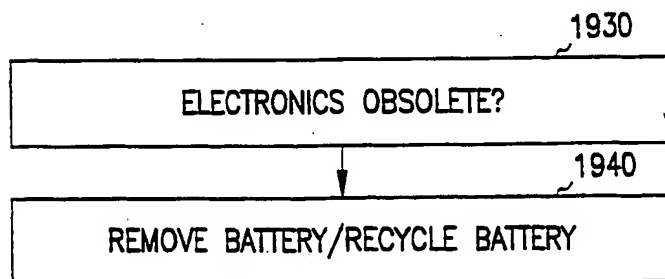 1930
ELECTRONICS OBSOLETE?
1940
REMOVE BATTERY/RECYCLE BATTERY